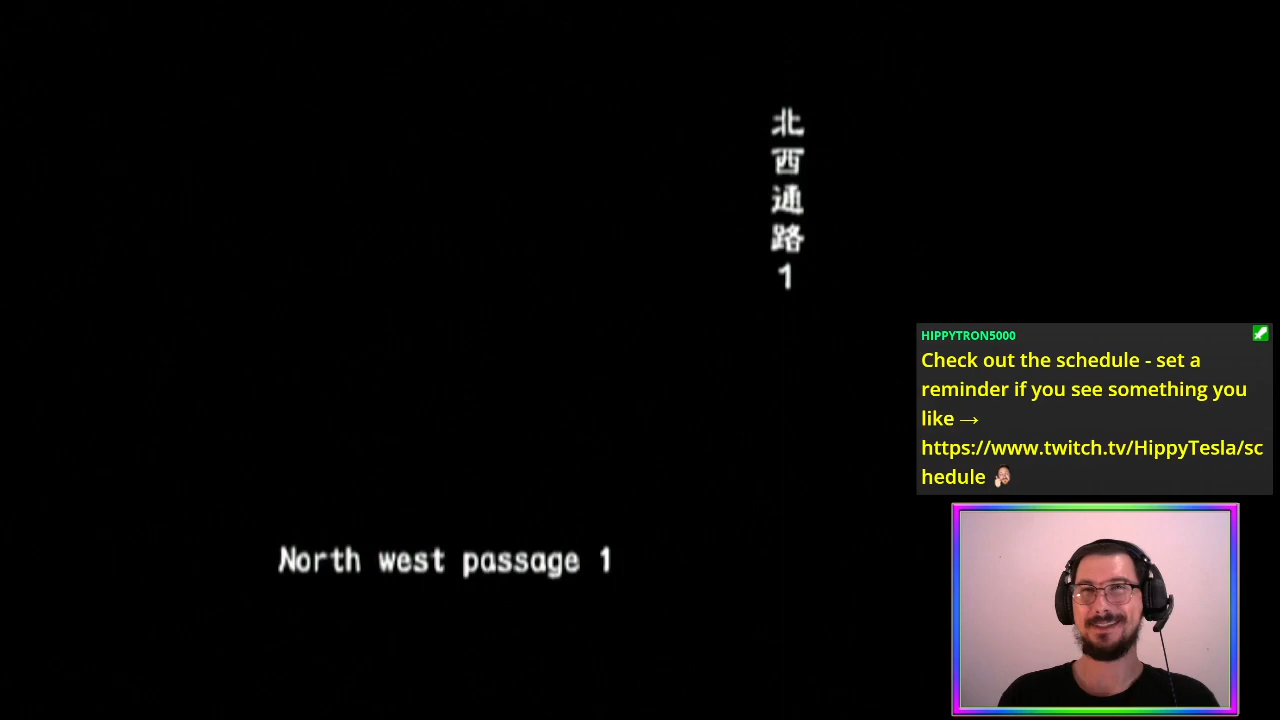 北西通路1
North west passage 1
HIPPYTRON5000
Check out the schedule - set a
reminder if you see something you
like →
https://www.twitch.tv/HippyTesla/sc
hedule